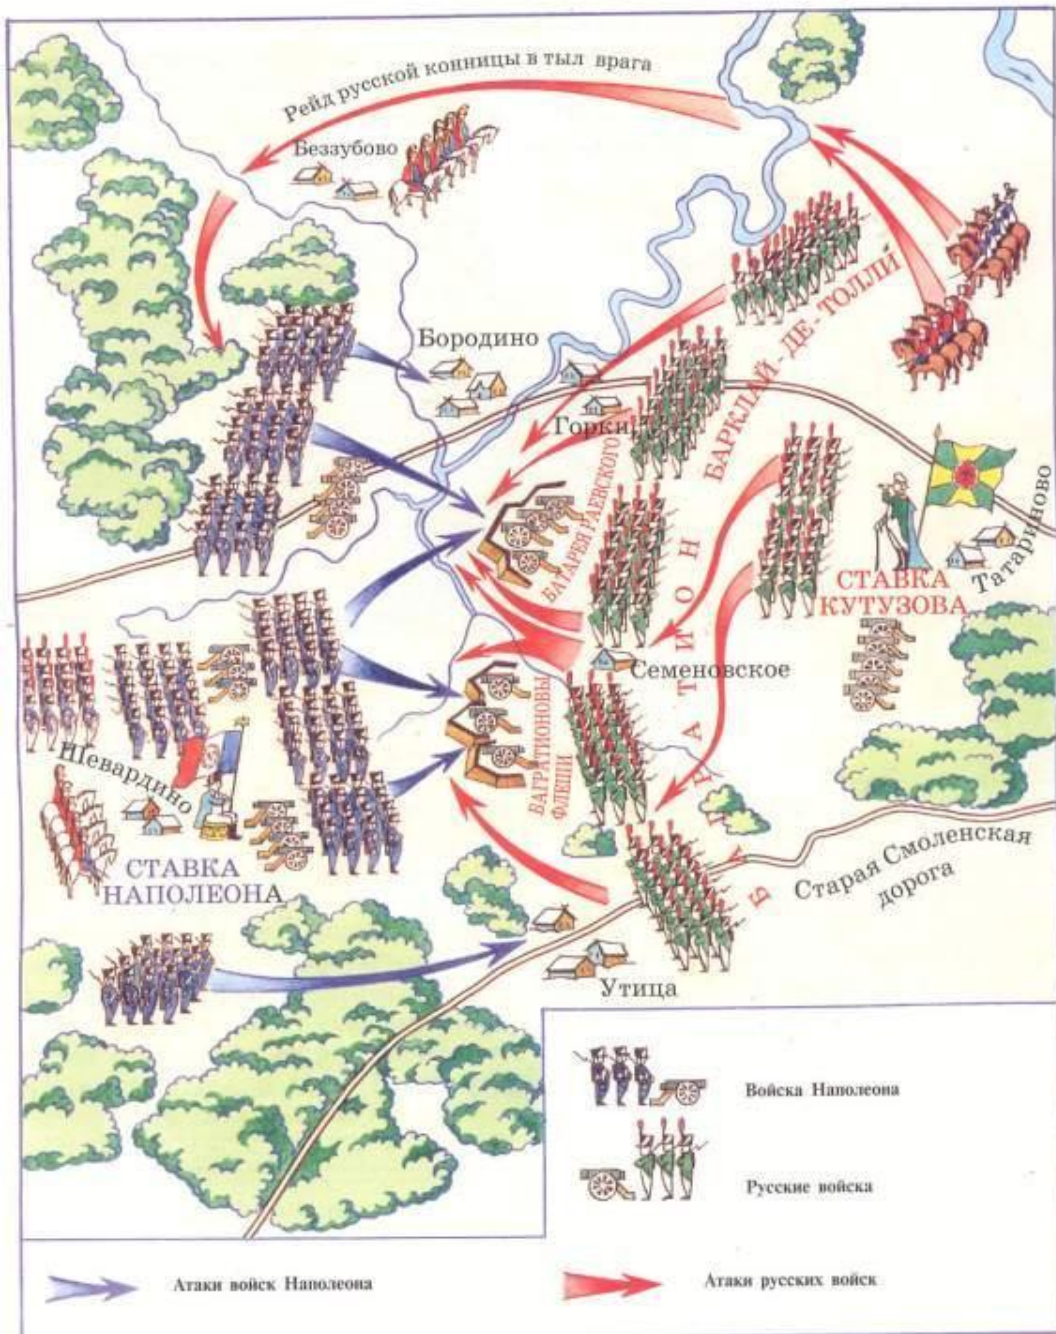 Рейд русской конницы в тыл врага
Беззубово
Бородино
Горки
БАРКЛАЙ - ДЕ - ТОЛЛИ́
БАТАРЕЯ РАЕВСКОГО
Татариново
СТАВКА
КУТУЗОВА
БАГРАТИОН
Семеновское
БАГРАТИОНОВЫ
ФЛЕШИ
Шевардино
СТАВКА
НАПОЛЕОНА
Старая Смоленская
дорога
Утица
Войска Наполеона
Русские войска
Атаки войск Наполеона
Атаки русских войск